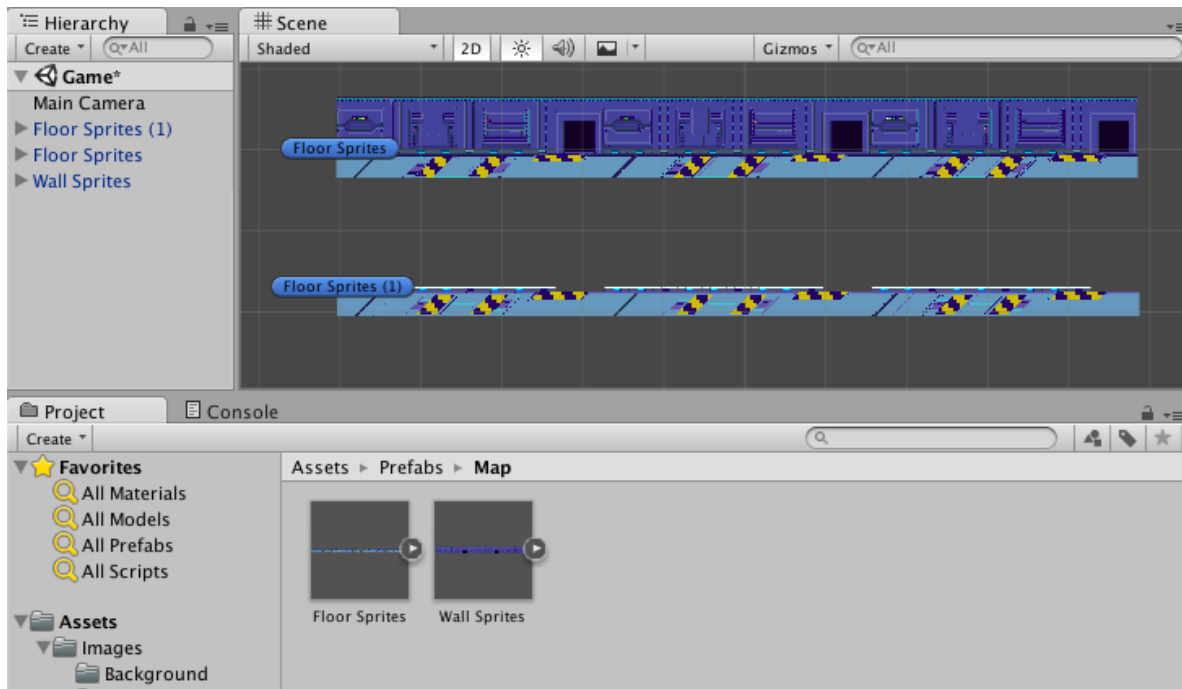 Hierarchy
Create
All
Game*
Main Camera
Floor Sprites (1)
Floor Sprites
Wall Sprites
Scene
Shaded
2D
Gizmos
All
Floor Sprites
Floor Sprites (1)
Project
Console
Create
Favorites
All Materials
All Models
All Prefabs
All Scripts
Assets
Images
Background
Assets Prefabs Map
Floor Sprites
Wall Sprites